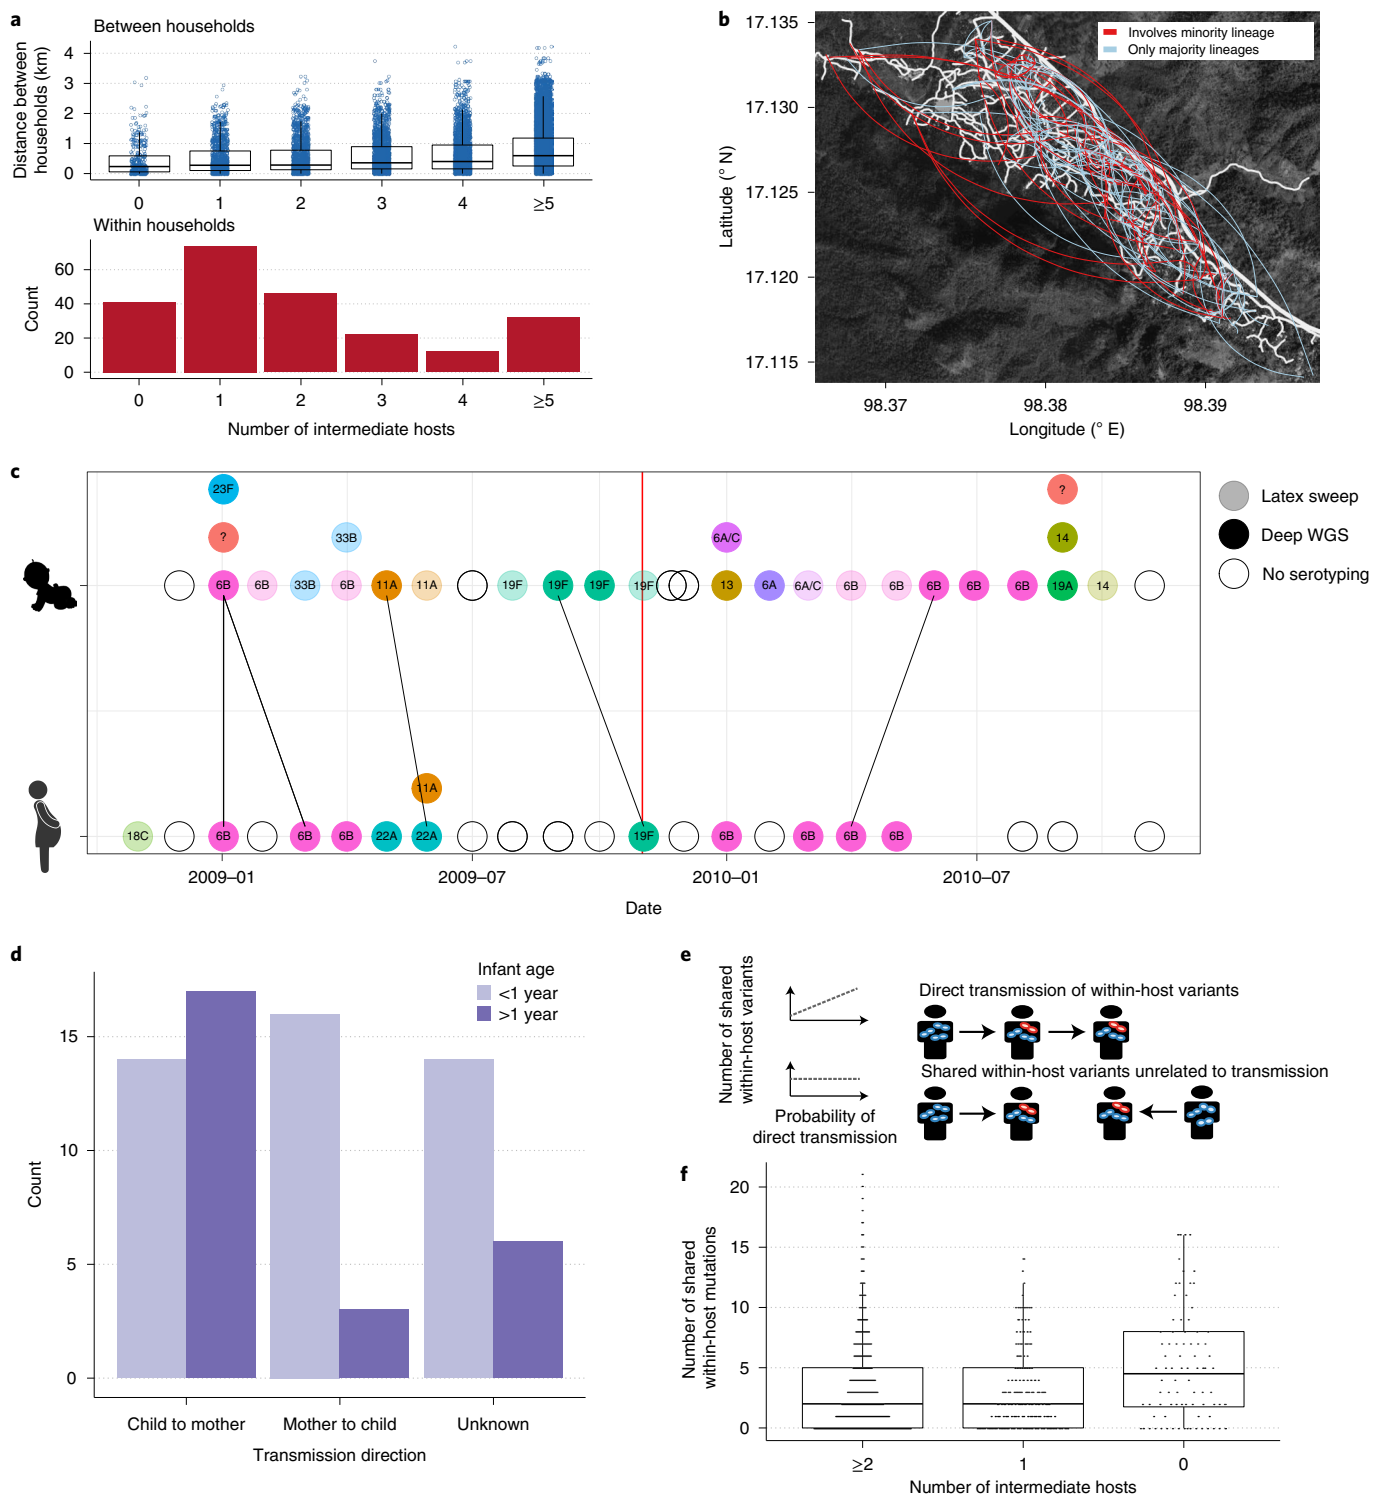 a
Between households
Distance between
households (km)
4
3
2
1
0
0 1 2 3 4 ≥5
Within households
Count
60
40
20
0
0 1 2 3 4 ≥5
Number of intermediate hosts
b
Latitude (° N)
17.135
17.130
17.125
17.120
17.115
Involves minority lineage
Only majority lineages
98.37 98.38 98.39
Longitude (° E)
c
23F ?
? 33B 6A/C 14
6B 6B 33B 6B 11A 11A 19F 19F 19F 19F 13 6A 6A/C 6B 6B 6B 6B 6B 19A 14
11A
18C 6B 6B 6B 22A 22A 19F 6B 6B 6B 6B
Latex sweep
Deep WGS
No serotyping
2009–01 2009–07 2010–01 2010–07
Date
d
Infant age
<1 year
>1 year
Count
15
10
5
0
Child to mother Mother to child Unknown
Transmission direction
e
Number of shared
within-host variants
Probability of
direct transmission
Direct transmission of within-host variants
Shared within-host variants unrelated to transmission
f
Number of shared
within-host mutations
20
15
10
5
0
≥2 1 0
Number of intermediate hosts